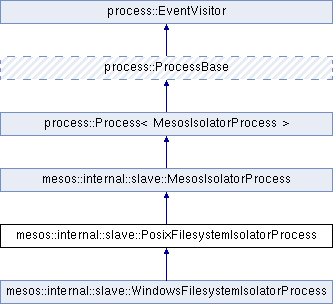 process::EventVisitor
process::ProcessBase
process::Process< MesosIsolatorProcess >
mesos::internal::slave::MesosIsolatorProcess
mesos::internal::slave::PosixFilesystemIsolatorProcess
mesos::internal::slave::WindowsFilesystemIsolatorProcess